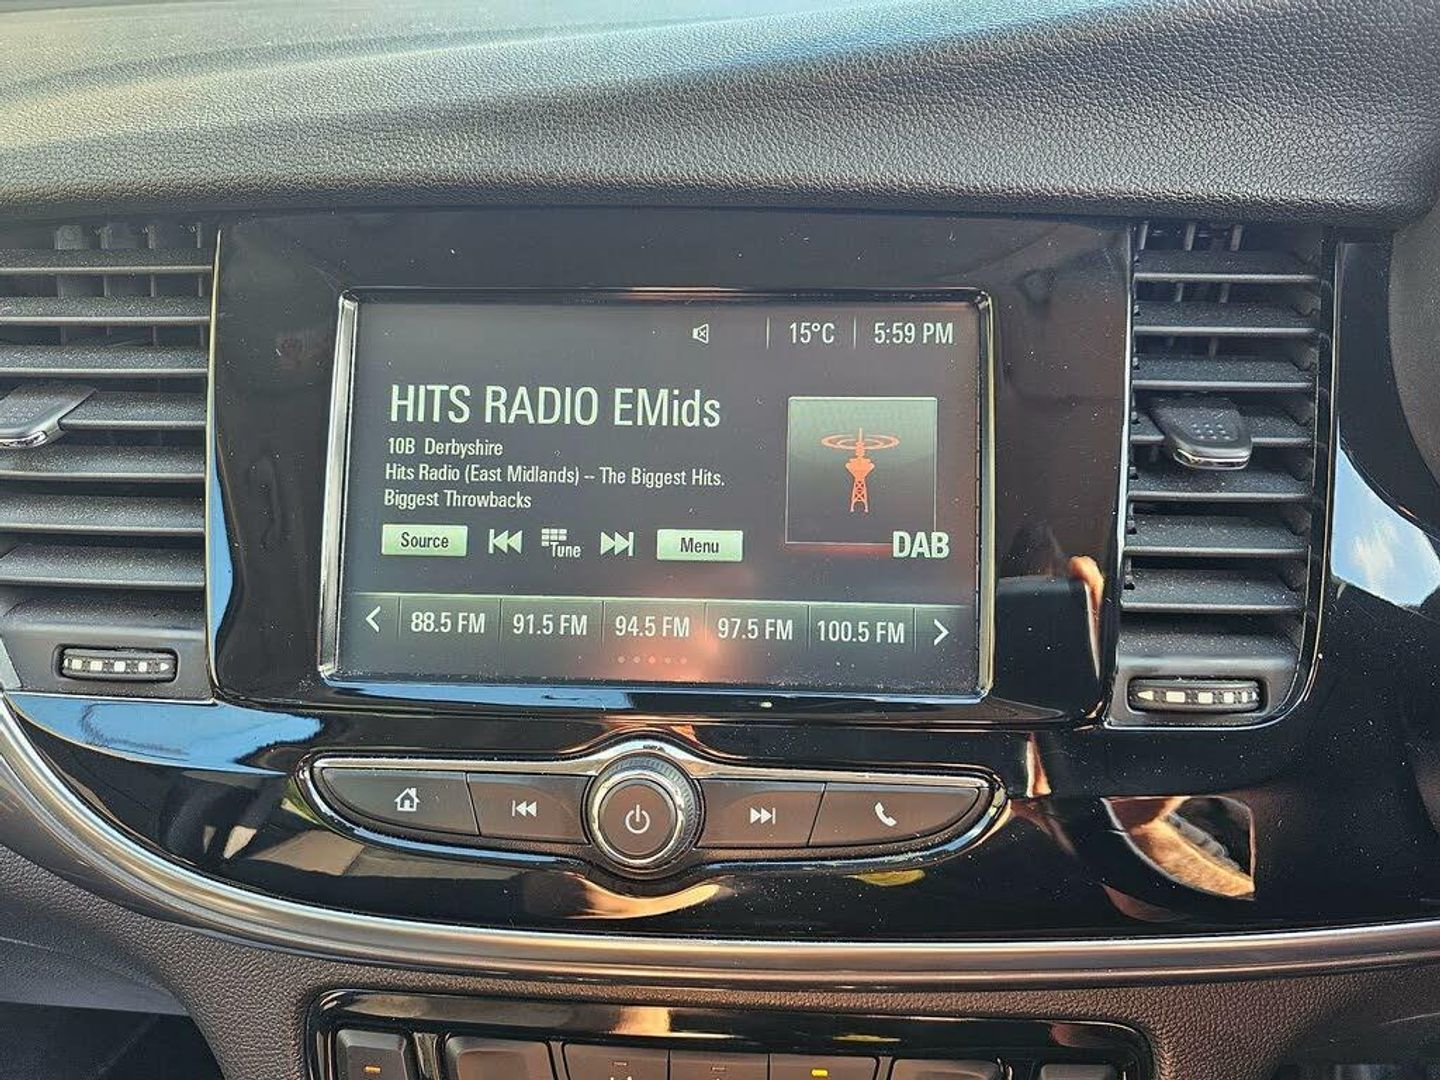 15°C 5:59 PM
HITS RADIO EMids
10B Derbyshire
Hits Radio (East Midlands) -- The Biggest Hits.
Biggest Throwbacks
Source Tune Menu
DAB
88.5 FM 91.5 FM 94.5 FM 97.5 FM 100.5 FM